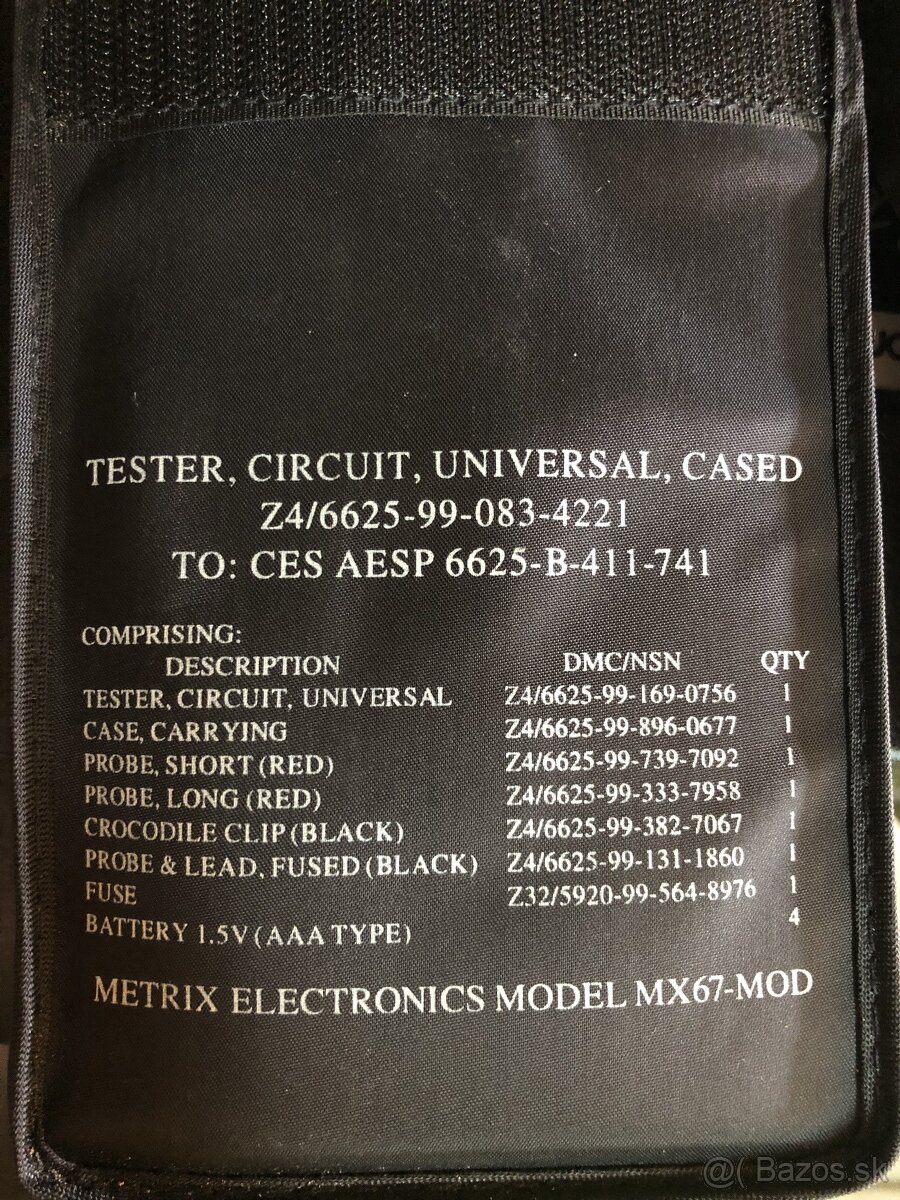 TESTER, CIRCUIT, UNIVERSAL, CASED
Z4/6625-99-083-4221
TO: CES AESP 6625-B-411-741
COMPRISING:
DESCRIPTION DMC/NSN QTY
TESTER, CIRCUIT, UNIVERSAL Z4/6625-99-169-0756 1
CASE, CARRYING Z4/6625-99-896-0677 1
PROBE, SHORT (RED) Z4/6625-99-739-7092 1
PROBE, LONG (RED) Z4/6625-99-333-7958 1
CROCODILE CLIP (BLACK) Z4/6625-99-382-7067 1
PROBE & LEAD, FUSED (BLACK) Z4/6625-99-131-1860 1
FUSE Z32/5920-99-564-8976 1
BATTERY 1.5V (AAA TYPE) 4
METRIX ELECTRONICS MODEL MX67-MOD
@( Bazos.sk